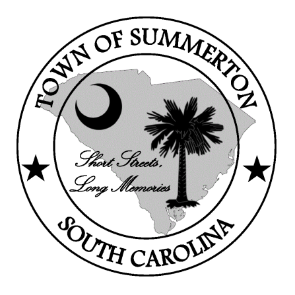 TOWN OF SUMMERTON
Short Streets,
Long Memories
SOUTH CAROLINA